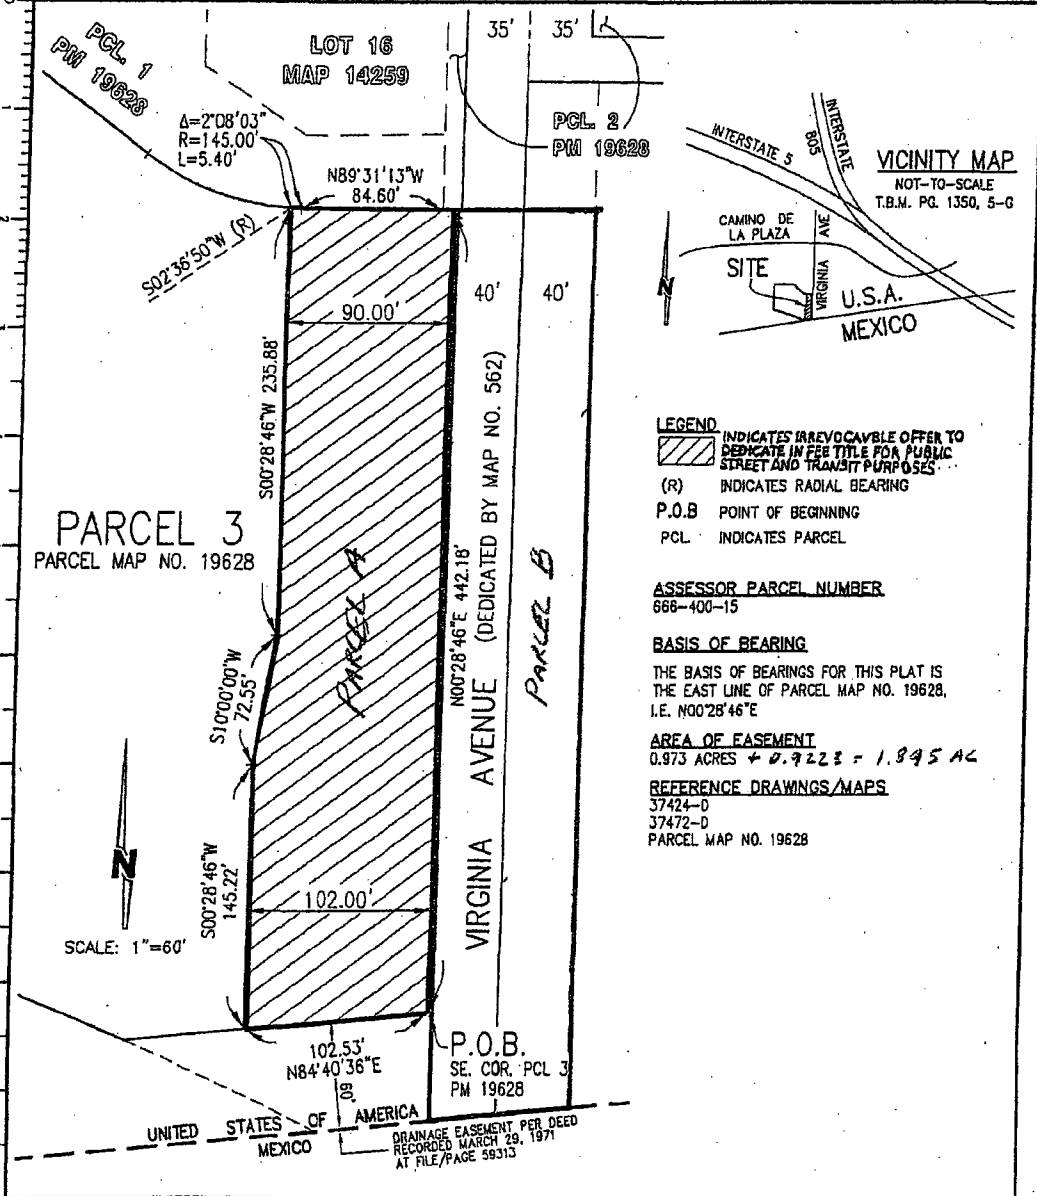 PCL. 1
PM 19628
LOT 16
MAP 14259
35'
35'
PCL. 2
PM 19628
Δ=2°08'03"
R=145.00'
L=5.40'
N89°31'13"W
84.60'
S02°36'50"W (R)
90.00'
40'
40'
S00°28'46"W 235.88'
PARCEL 3
PARCEL MAP NO. 19628
PARCEL A
N00°28'46"E 442.18'
VIRGINIA AVENUE (DEDICATED BY MAP NO. 562)
PARCEL B
S10°00'00"W
72.55'
S00°28'46"W
145.22'
102.00'
N
SCALE: 1"=60'
102.53'
N84°40'36"E
60'
P.O.B.
SE. COR. PCL 3
PM 19628
UNITED STATES OF AMERICA
MEXICO
DRAINAGE EASEMENT PER DEED
RECORDED MARCH 29, 1971
AT FILE/PAGE 59313
INTERSTATE 5
INTERSTATE
805
VICINITY MAP
NOT-TO-SCALE
T.B.M. PG. 1350, 5-G
CAMINO DE
LA PLAZA
VIRGINIA AVE
SITE
N
U.S.A.
MEXICO
LEGEND
INDICATES IRREVOCAVBLE OFFER TO
DEDICATE IN FEE TITLE FOR PUBLIC
STREET AND TRANSIT PURPOSES
(R) INDICATES RADIAL BEARING
P.O.B POINT OF BEGINNING
PCL INDICATES PARCEL
ASSESSOR PARCEL NUMBER
666-400-15
BASIS OF BEARING
THE BASIS OF BEARINGS FOR THIS PLAT IS
THE EAST LINE OF PARCEL MAP NO. 19628,
I.E. N00°28'46"E
AREA OF EASEMENT
0.973 ACRES + 0.9223 = 1.895 AC
REFERENCE DRAWINGS/MAPS
37424-D
37472-D
PARCEL MAP NO. 19628